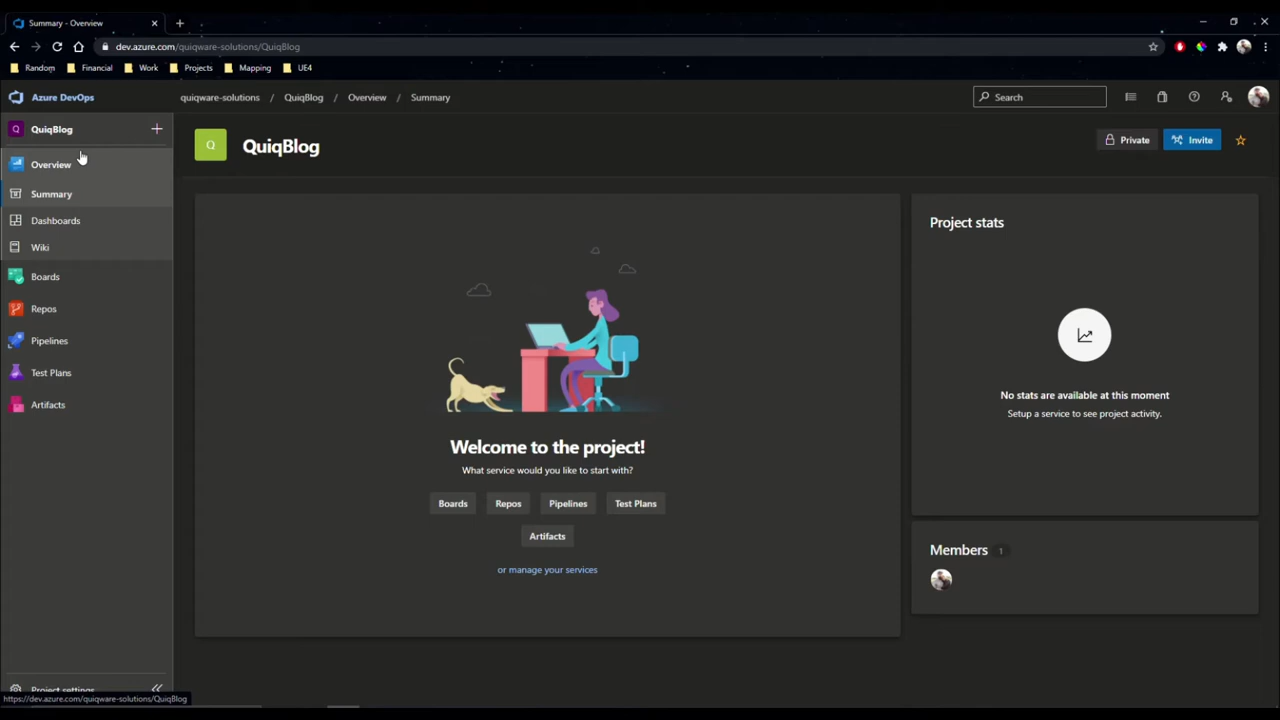 Summary - Overview
dev.azure.com/quiqware-solutions/QuiqBlog
Random
Financial
Work
Projects
Mapping
UE4
Azure DevOps
quiqware-solutions / QuiqBlog / Overview / Summary
Search
Q QuiqBlog
Overview
Summary
Dashboards
Wiki
Boards
Repos
Pipelines
Test Plans
Artifacts
Project settings
https://dev.azure.com/quiqware-solutions/QuiqBlog
Q QuiqBlog
Private
Invite
Welcome to the project!
What service would you like to start with?
Boards Repos Pipelines Test Plans
Artifacts
or manage your services
Project stats
No stats are available at this moment
Setup a service to see project activity.
Members 1